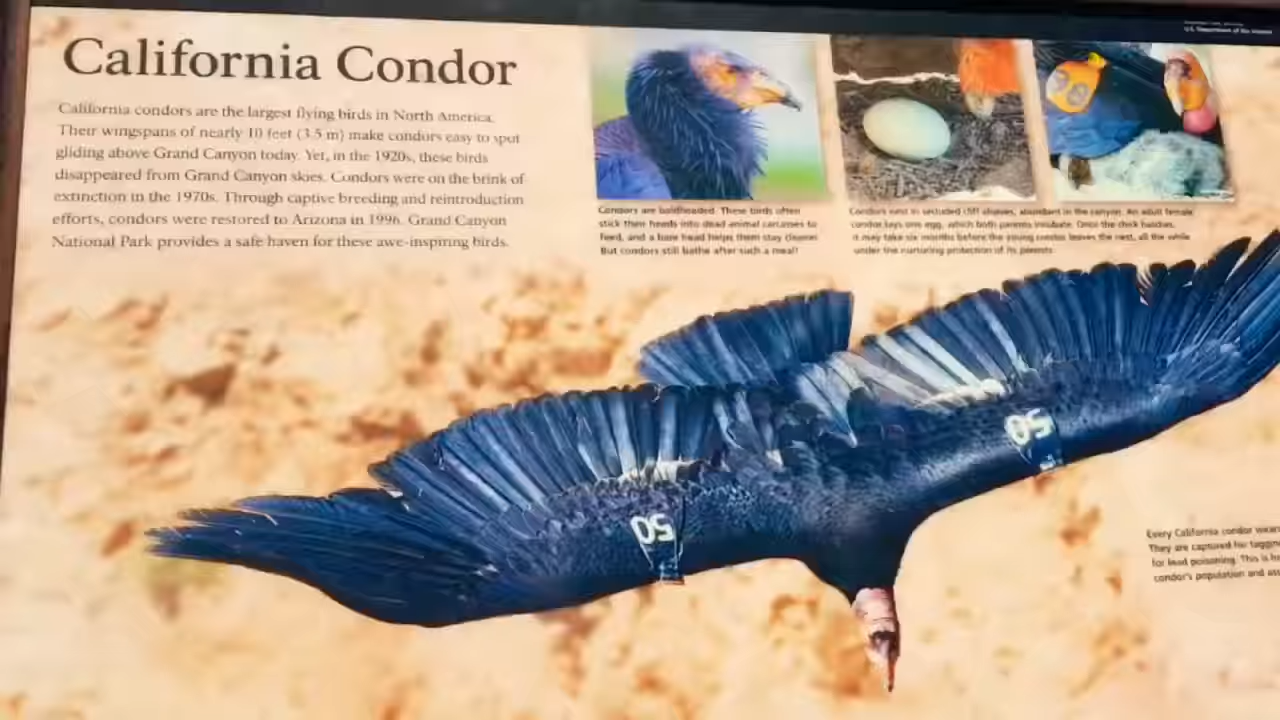 U.S. Department of the Interior
California Condor
California condors are the largest flying birds in North America.
Their wingspans of nearly 10 feet (3.5 m) make condors easy to spot
gliding above Grand Canyon today. Yet, in the 1920s, these birds
disappeared from Grand Canyon skies. Condors were on the brink of
extinction in the 1970s. Through captive breeding and reintroduction
efforts, condors were restored to Arizona in 1996. Grand Canyon
National Park provides a safe haven for these awe-inspiring birds.
Condors are baldheaded. These birds often
stick their heads into dead animal carcasses to
feed, and a bare head helps them stay cleaner.
But condors still bathe after such a meal!
Condors nest in secluded cliff alcoves, abundant in the canyon. An adult female
condor lays one egg, which both parents incubate. Once the chick hatches,
it may take six months before the young condor leaves the nest, all the while
under the nurturing protection of its parents.
50
50
Every California condor wears
They are captured for tagging
for lead poisoning. This is
condor's population and